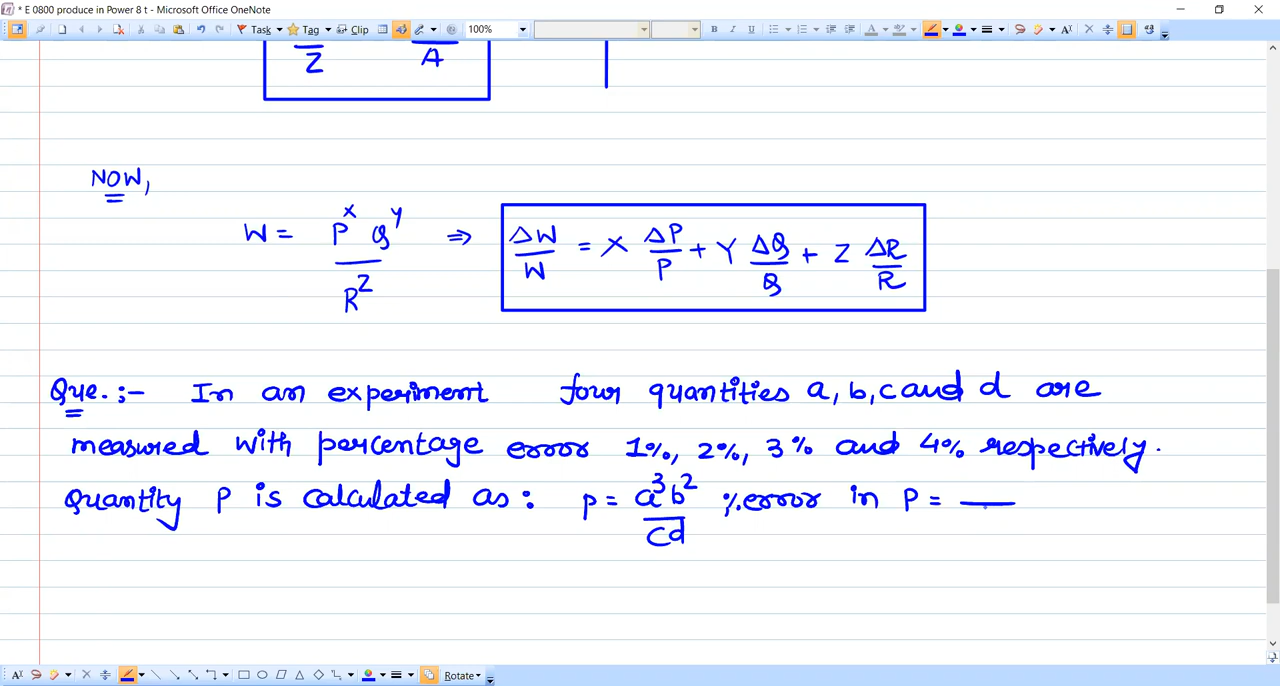 * E 0800 produce in Power 8 t - Microsoft Office OneNote
Task Tag Clip 100% B I U
Z A
NOW,
W = P^x Q^y / R^z ⇒ ΔW/W = X ΔP/P + Y ΔQ/Q + Z ΔR/R
Que. :- In an experiment four quantities a, b, c and d are
measured with percentage error 1%, 2%, 3% and 4% respectively.
Quantity P is calculated as : P = a³b²/cd % error in P = ___
Rotate